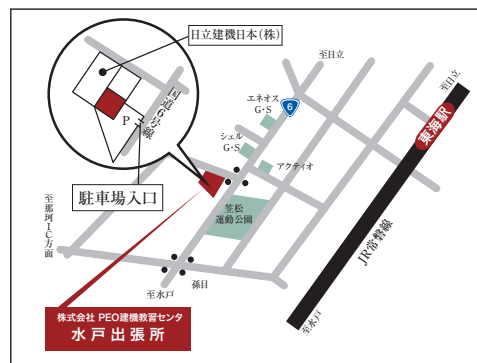 日立建機日本(株)
国道6号線
P
駐車場入口
至那珂IC方面
至日立
6
エネオス
G・S
シェル
G・S
アクティオ
笠松
運動公園
孫目
至水戸
至日立
東海駅
JR常磐線
至水戸
株式会社 PEO建機教習センタ
水戸出張所